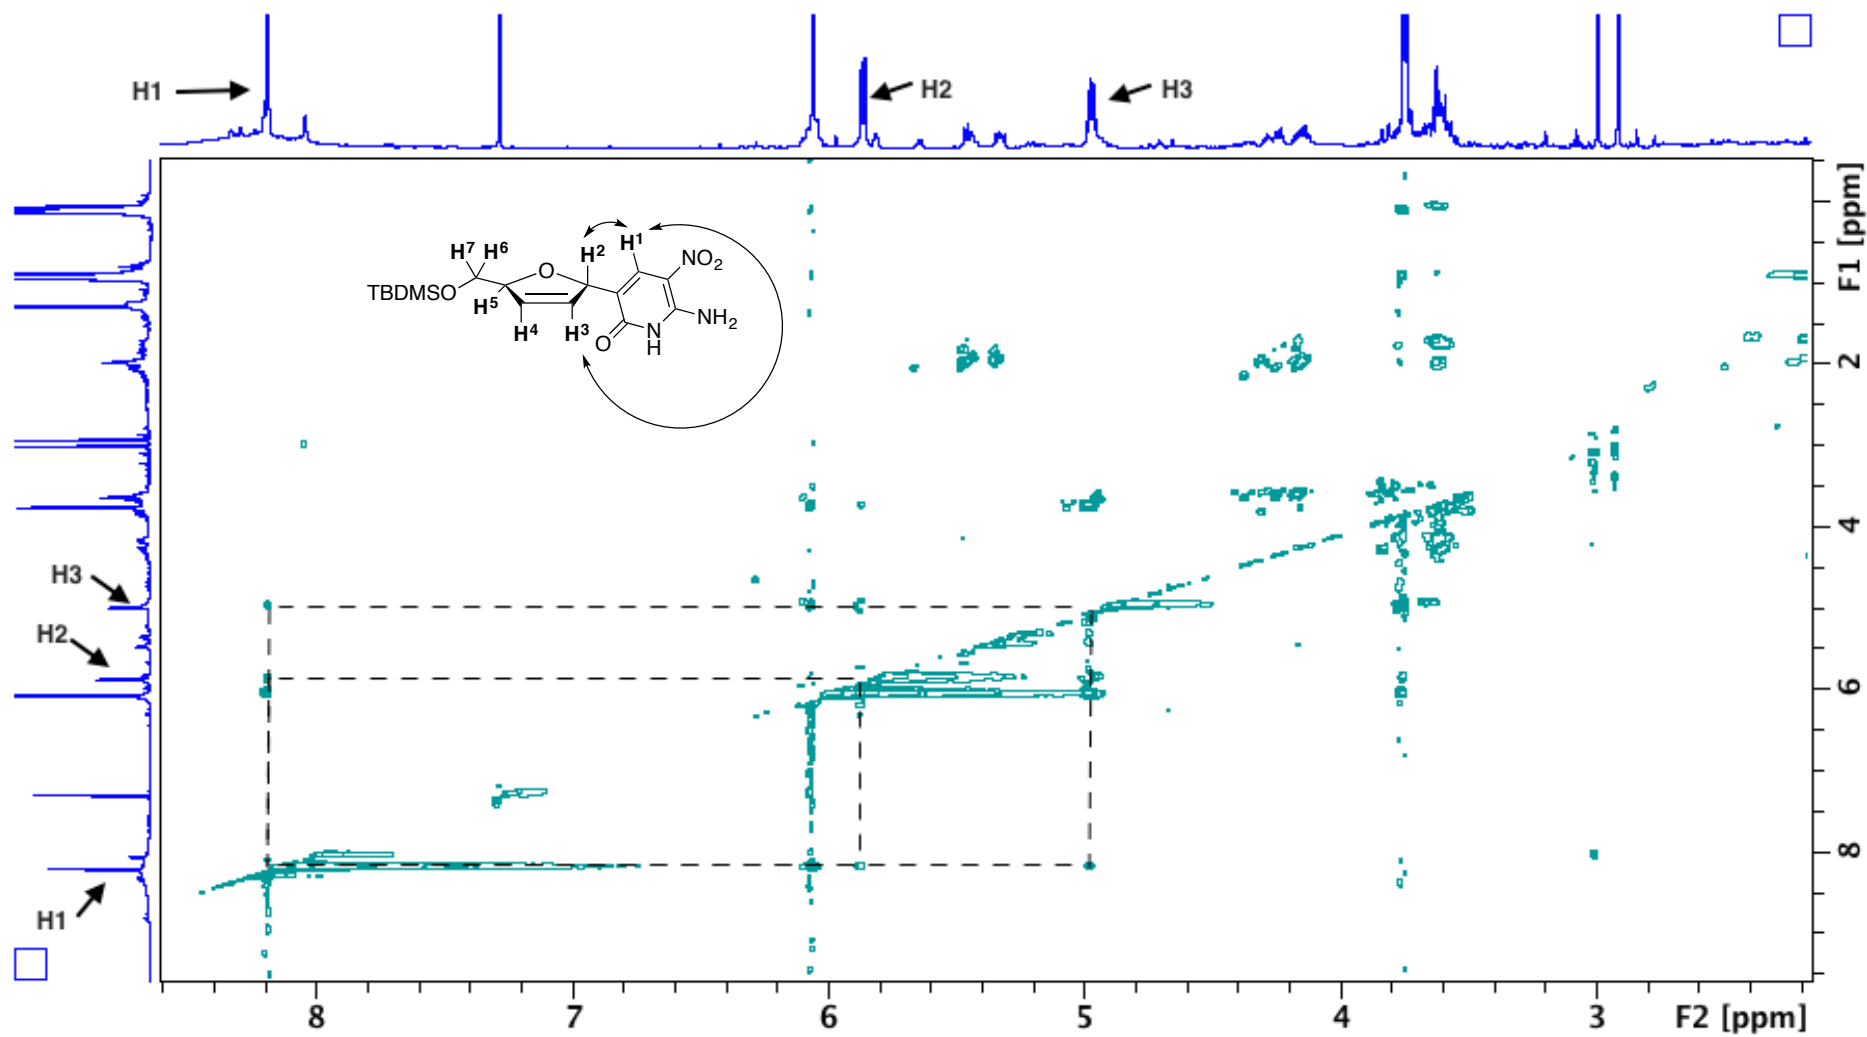 H1
H2
H3
H7 H6
O
H2
H1
NO2
TBDMSO
H5
H4
H3
O
N
H
NH2
H3
H2
H1
2
4
6
8
F1 [ppm]
8 7 6 5 4 3 F2 [ppm]